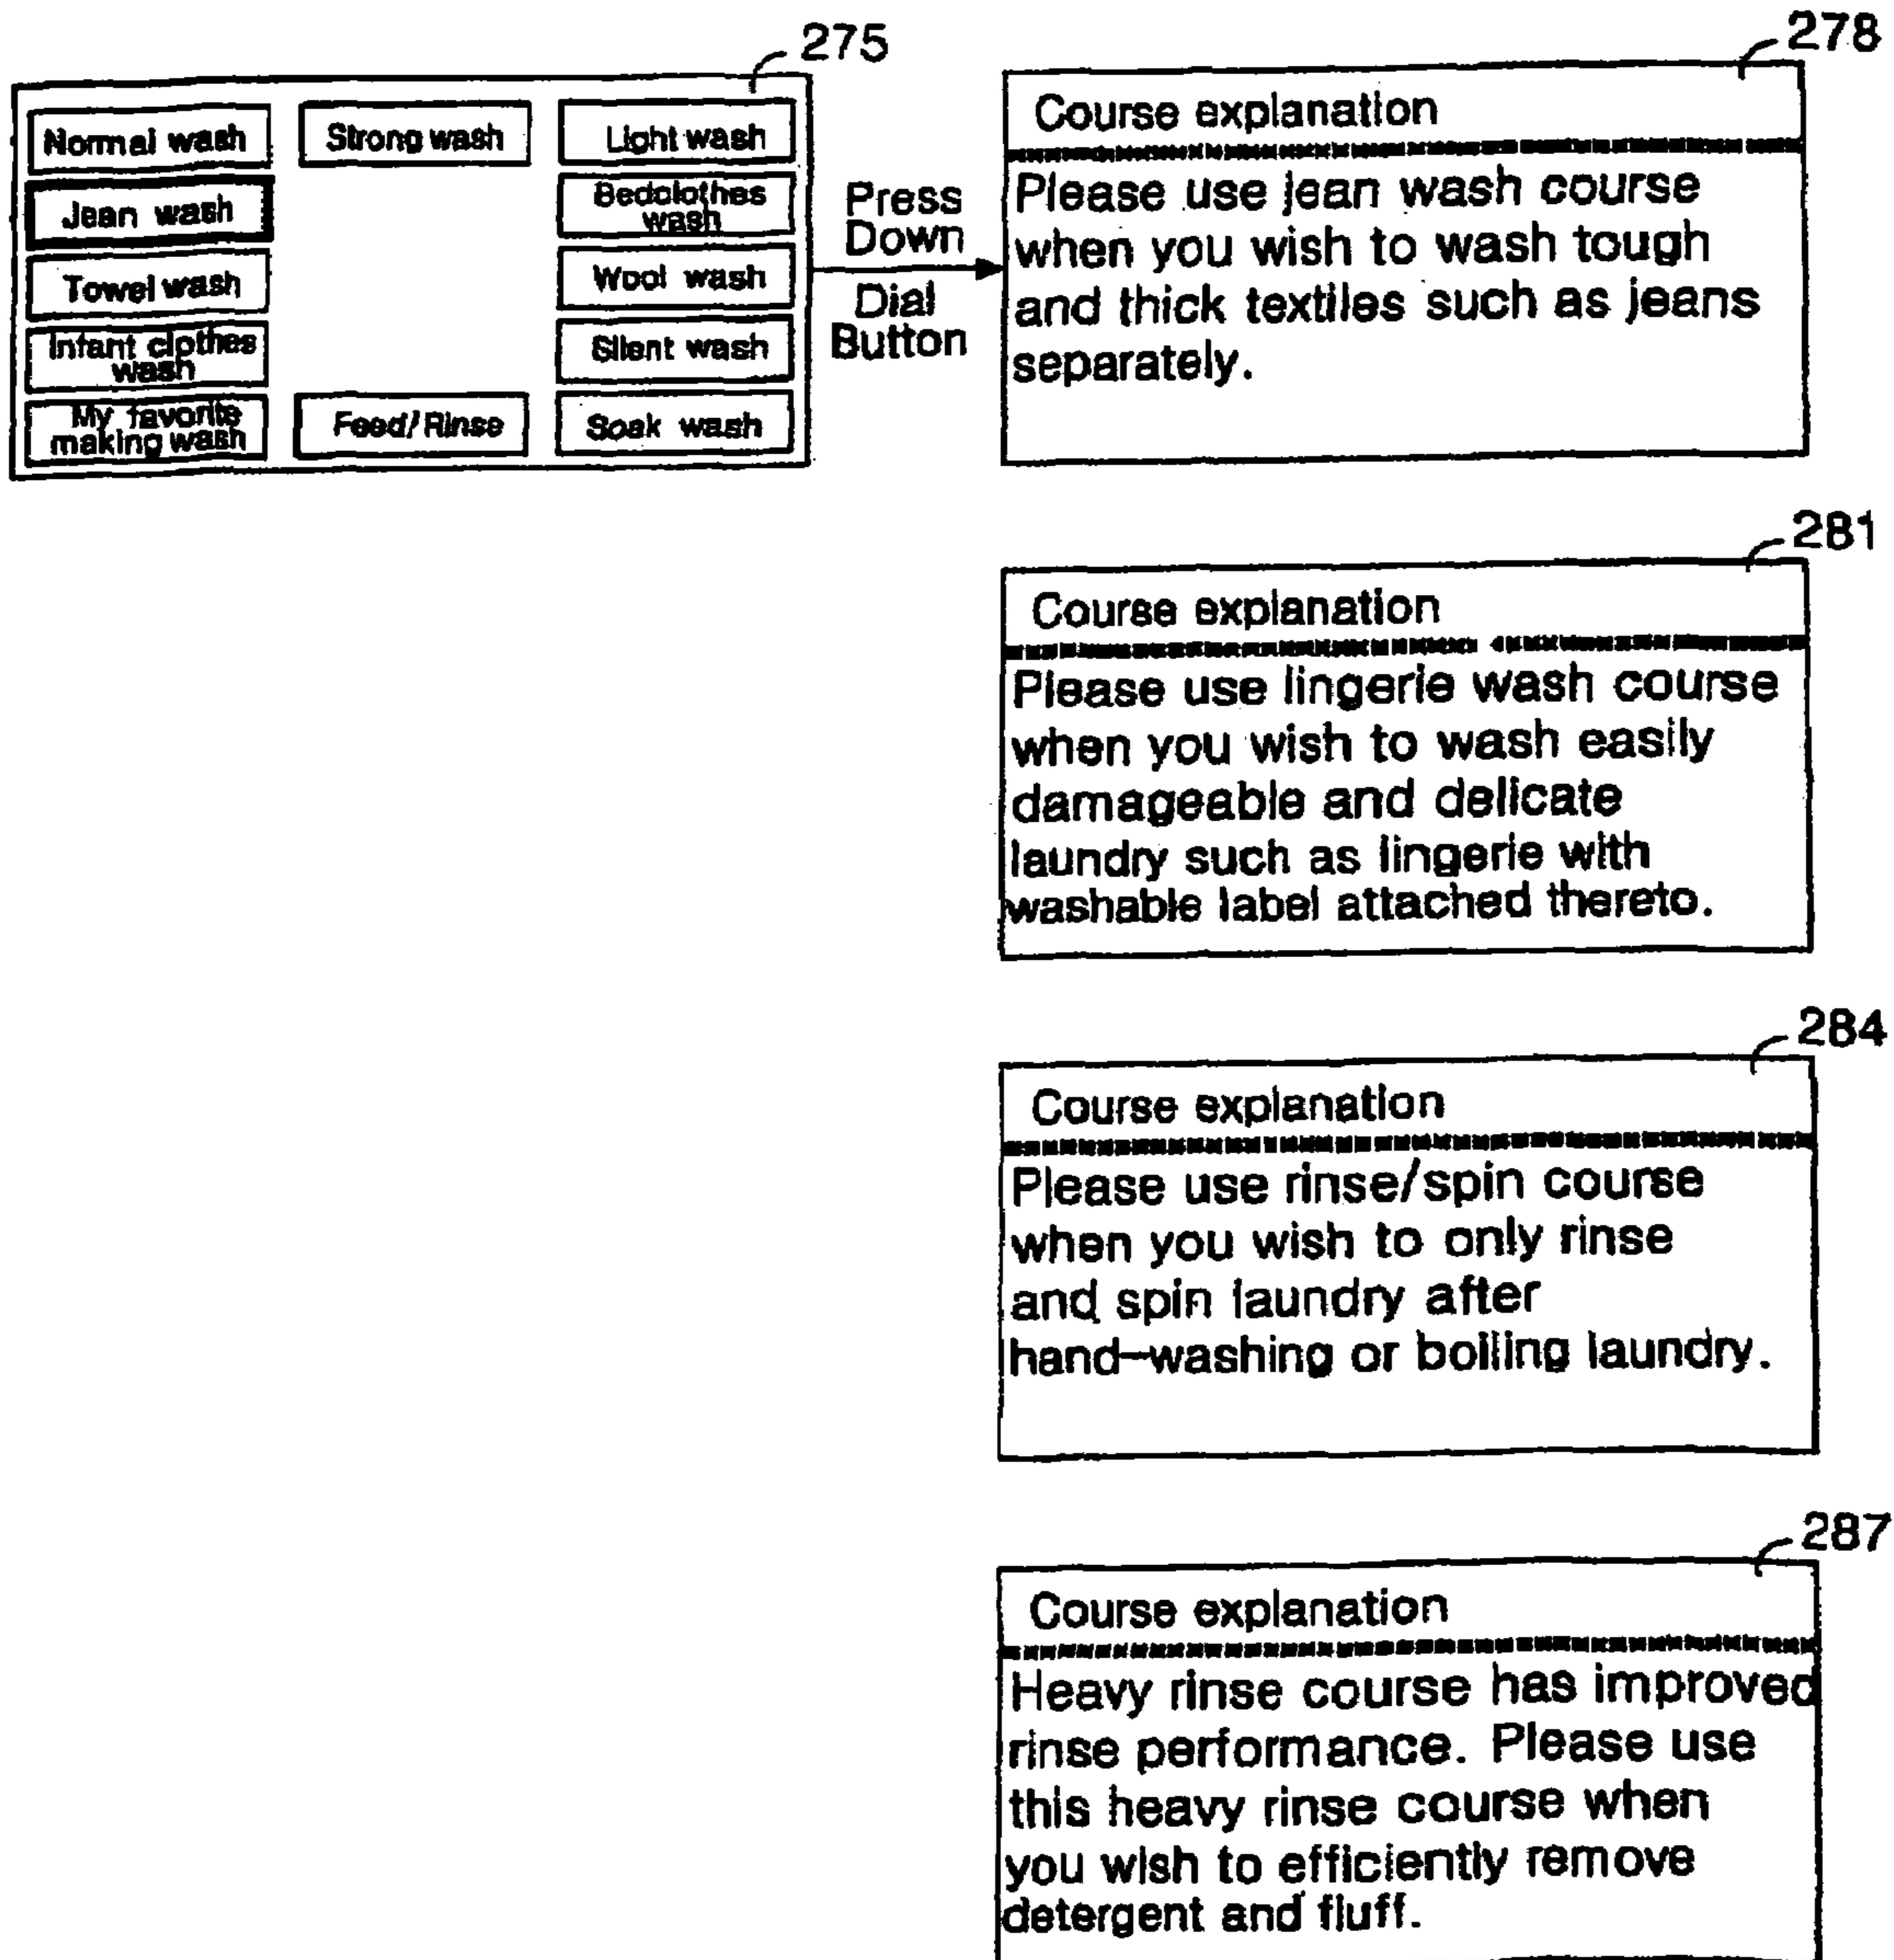 275
Normal wash
Strong wash
Light wash
Jean wash
Bedclothes
wash
Towel wash
Wool wash
Infant clothes
wash
Silent wash
My favorite
making wash
Feed/Rinse
Soak wash
Press
Down
Dial
Button
278
Course explanation
Please use jean wash course
when you wish to wash tough
and thick textiles such as jeans
separately.
281
Course explanation
Please use lingerie wash course
when you wish to wash easily
damageable and delicate
laundry such as lingerie with
washable label attached thereto.
284
Course explanation
Please use rinse/spin course
when you wish to only rinse
and spin laundry after
hand-washing or boiling laundry.
287
Course explanation
Heavy rinse course has improved
rinse performance. Please use
this heavy rinse course when
you wish to efficiently remove
detergent and fluff.